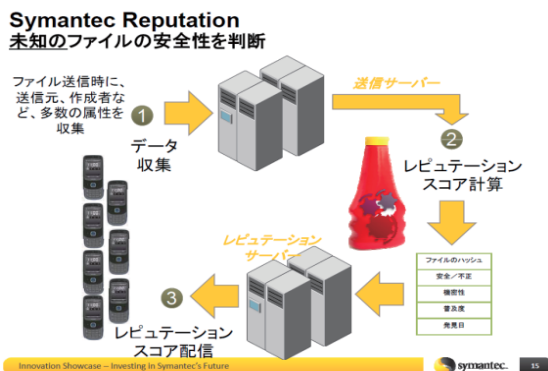 Symantec Reputation
未知のファイルの安全性を判断
ファイル送信時に、
送信元、作成者な
ど、多数の属性を
収集
1
データ
収集
送信サーバー
2
レピュテーション
スコア計算
ファイルのハッシュ
安全／不正
機密性
普及度
発見日
レピュテーション
サーバー
3
レピュテーション
スコア配信
Innovation Showcase – Investing in Symantec's Future
symantec.
15